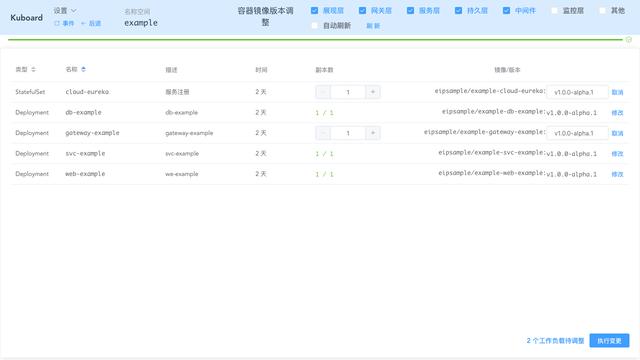 Kuboard
设置
事件 后退
名称空间
example
容器镜像版本调
整
展现层 网关层 服务层 持久层 中间件 监控层 其他
自动刷新 刷新
类型 名称 描述 时间 副本数 镜像/版本
StatefulSet cloud-eureka 服务注册 2 天 - 1 + eipsample/example-cloud-eureka: v1.0.0-alpha.1 取消
Deployment db-example db-example 2 天 1 / 1 eipsample/example-db-example:v1.0.0-alpha.1 修改
Deployment gateway-example gateway-example 2 天 - 1 + eipsample/example-gateway-example: v1.0.0-alpha.1 取消
Deployment svc-example svc-example 2 天 1 / 1 eipsample/example-svc-example:v1.0.0-alpha.1 修改
Deployment web-example we-example 2 天 1 / 1 eipsample/example-web-example:v1.0.0-alpha.1 修改
2 个工作负载待调整 执行变更